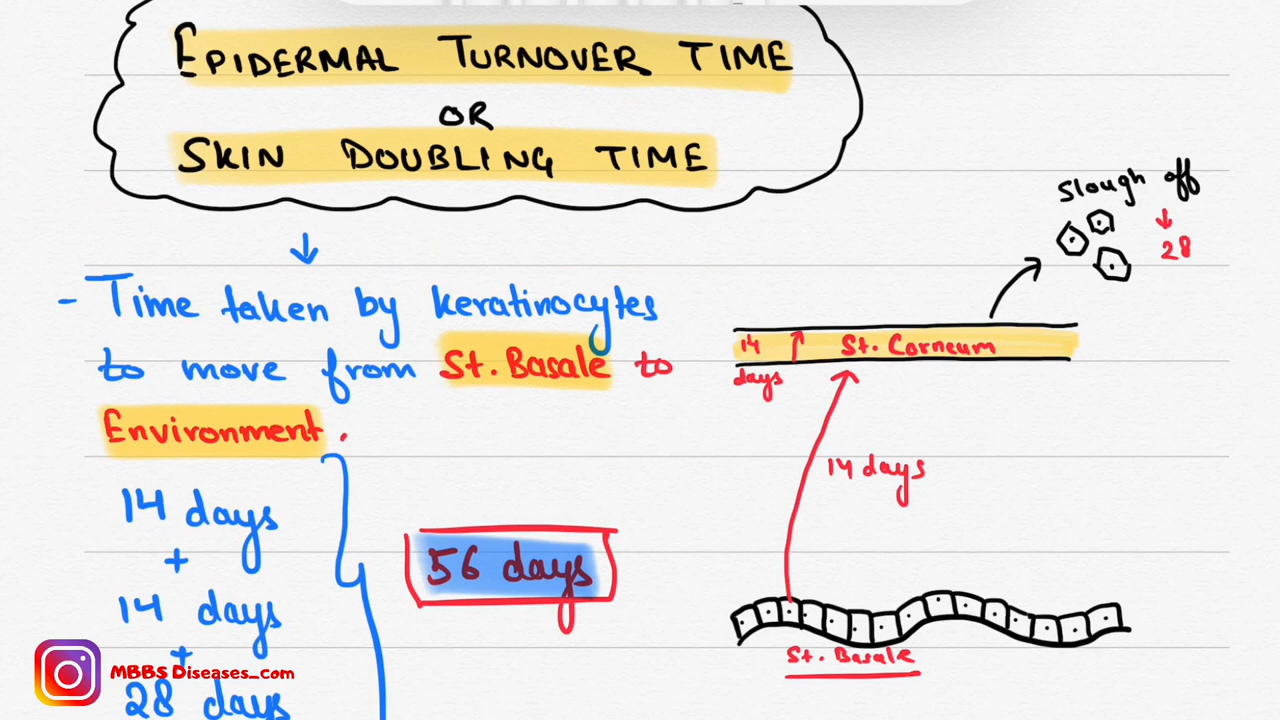 EPIDERMAL TURNOVER TIME
OR
SKIN DOUBLING TIME
- Time taken by keratinocytes
to move from St. Basale to
Environment.
14 days
+
14 days
+
28 days
56 days
slough off
28
14
days
St. Corneum
14 days
St. Basale
MBBS Diseases_com